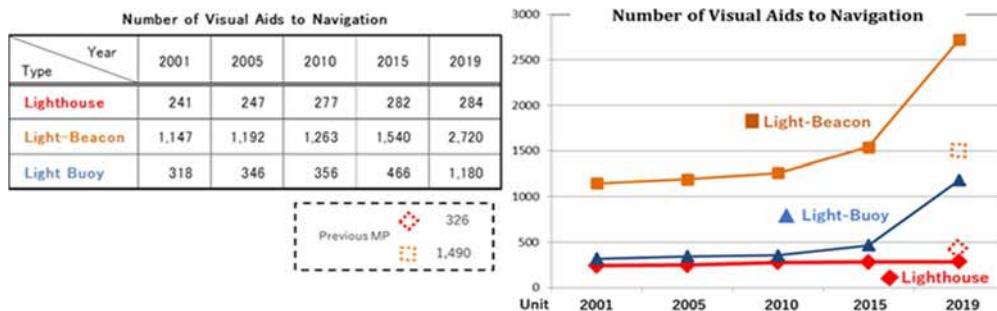 Number of Visual Aids to Navigation
Year
Type
2001 2005 2010 2015 2019
Lighthouse 241 247 277 282 284
Light-Beacon 1,147 1,192 1,263 1,540 2,720
Light Buoy 318 346 356 466 1,180
Previous MP
326
1,490
Number of Visual Aids to Navigation
3000
2500
2000
1500
1000
500
0
Light-Beacon
Light-Buoy
Lighthouse
Unit 2001 2005 2010 2015 2019